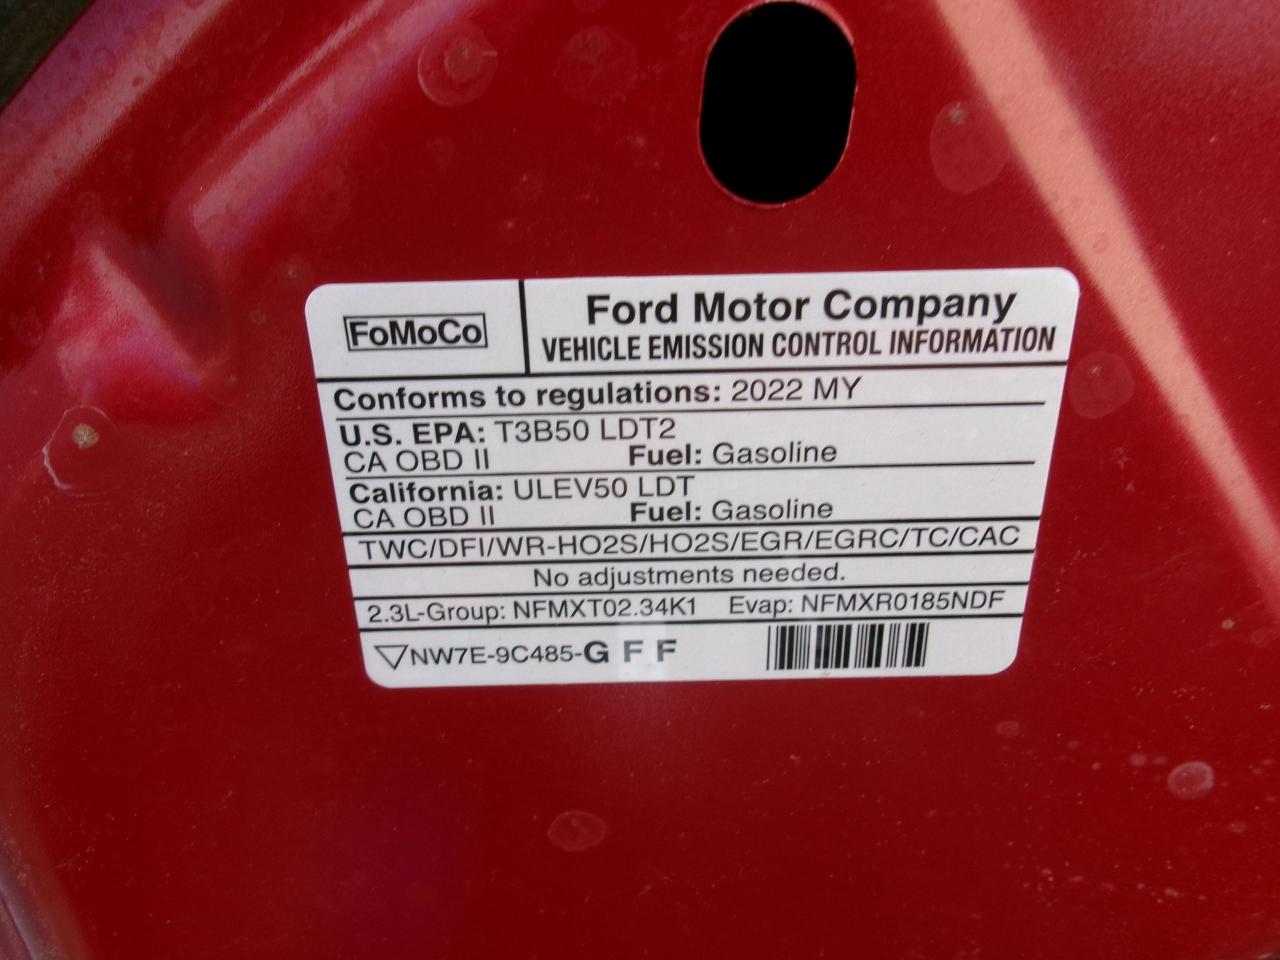 FoMoCo
Ford Motor Company
VEHICLE EMISSION CONTROL INFORMATION
Conforms to regulations: 2022 MY
U.S. EPA: T3B50 LDT2
CA OBD II Fuel: Gasoline
California: ULEV50 LDT
CA OBD II Fuel: Gasoline
TWC/DFI/WR-HO2S/HO2S/EGR/EGRC/TC/CAC
No adjustments needed.
2.3L-Group: NFMXT02.34K1 Evap: NFMXR0185NDF
NW7E-9C485-G F F